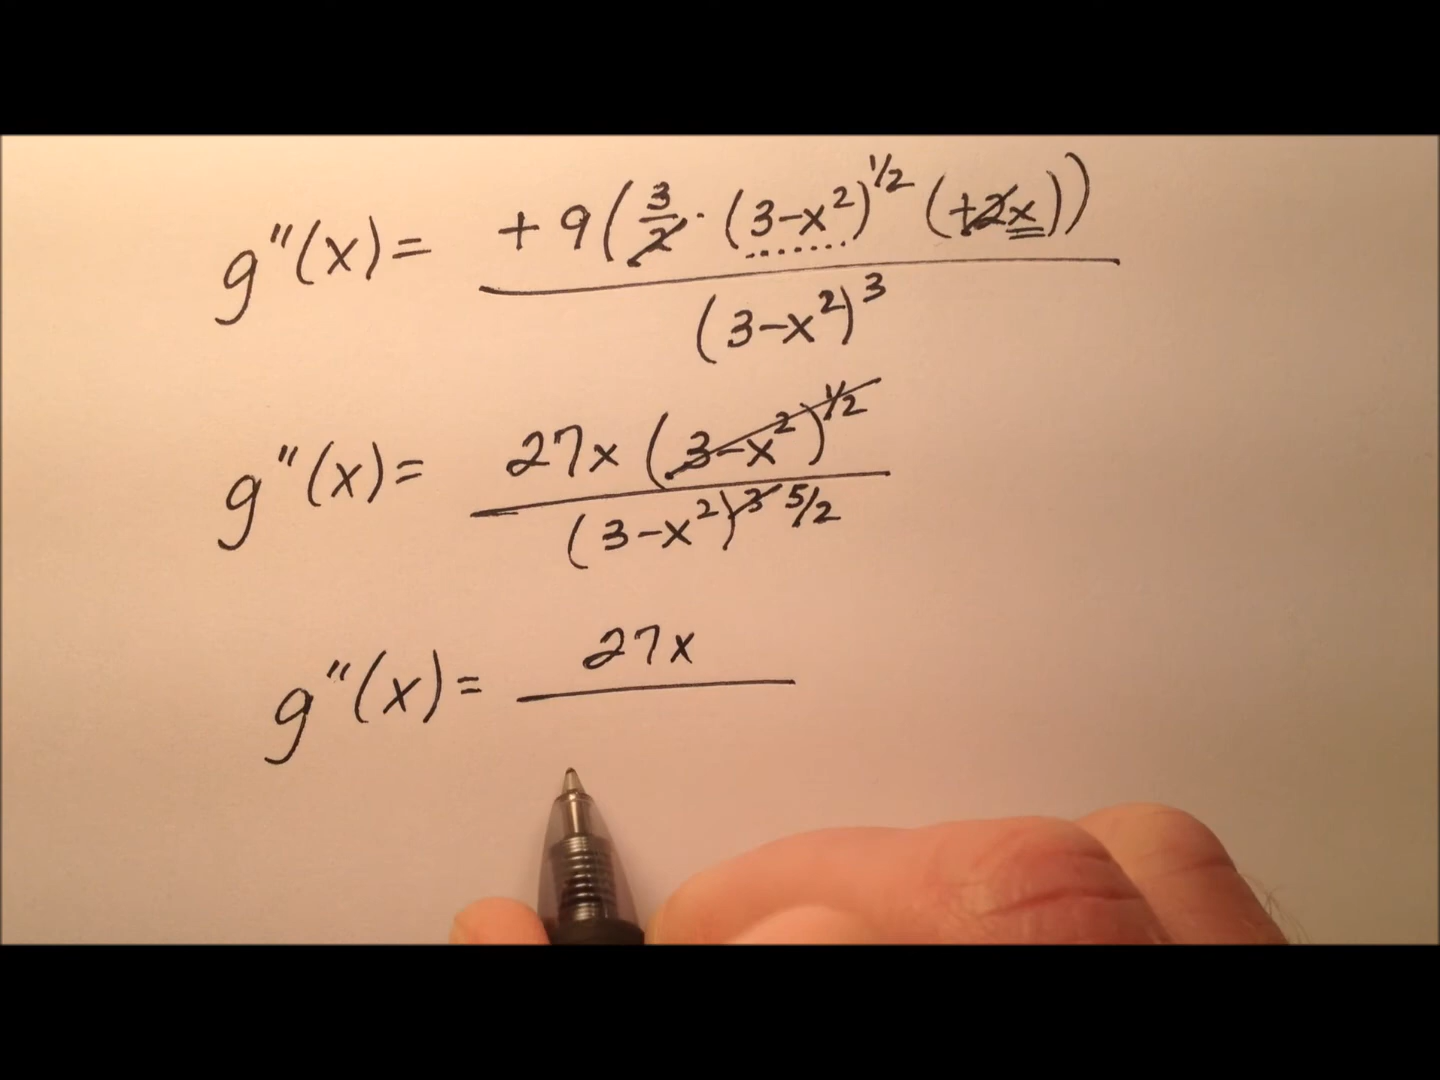 g''(x) = + 9 ( 3/2 · (3-x²)^1/2 (+2x) ) / (3-x²)³
g''(x) = 27x (3-x²)^1/2 / (3-x²)^3 5/2
g''(x) = 27x /